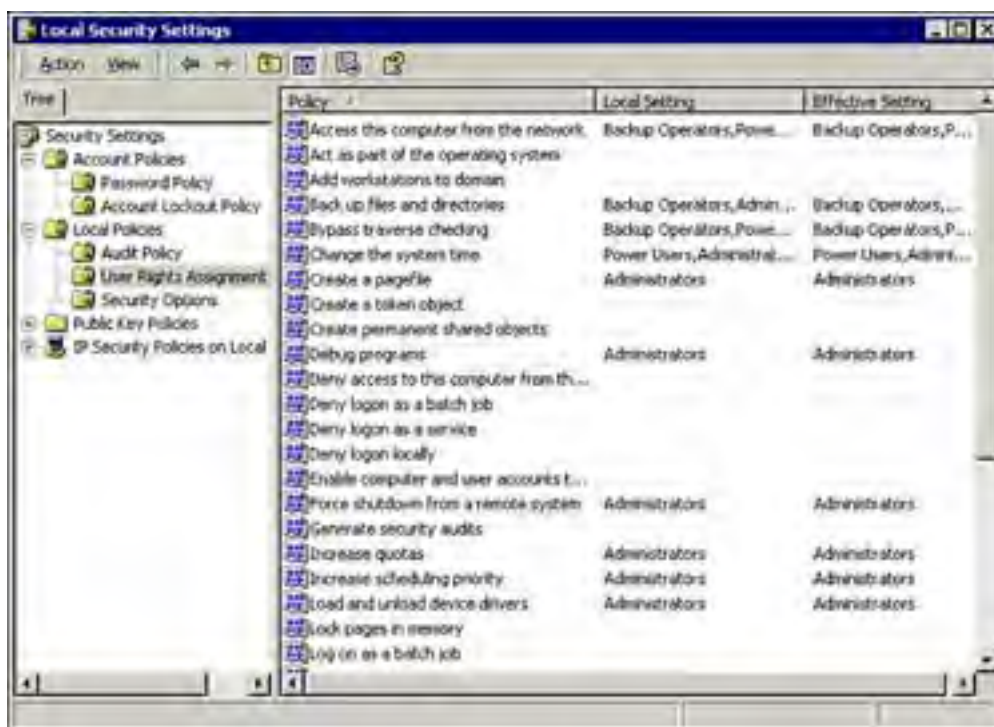 Local Security Settings
Action View
Tree
Security Settings
Account Policies
Password Policy
Account Lockout Policy
Local Policies
Audit Policy
User Rights Assignment
Security Options
Public Key Policies
IP Security Policies on Local
Policy Local Setting Effective Setting
Access this computer from the network Backup Operators,Powe... Backup Operators,P...
Act as part of the operating system
Add workstations to domain
Back up files and directories Backup Operators,Admin... Backup Operators,...
Bypass traverse checking Backup Operators,Powe... Backup Operators,P...
Change the system time Power Users,Administrat... Power Users,Admini...
Create a pagefile Administrators Administrators
Create a token object
Create permanent shared objects
Debug programs Administrators Administrators
Deny access to this computer from th...
Deny logon as a batch job
Deny logon as a service
Deny logon locally
Enable computer and user accounts t...
Force shutdown from a remote system Administrators Administrators
Generate security audits
Increase quotas Administrators Administrators
Increase scheduling priority Administrators Administrators
Load and unload device drivers Administrators Administrators
Lock pages in memory
Log on as a batch job